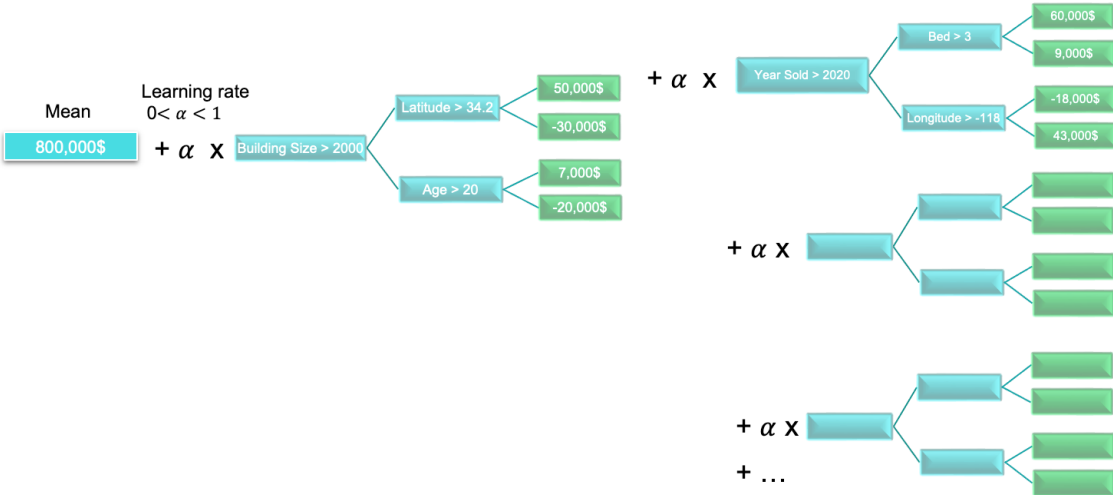 Mean
800,000$
Learning rate
0< α < 1
+ α x
Building Size > 2000
Latitude > 34.2
50,000$
-30,000$
Age > 20
7,000$
-20,000$
+ α x
Year Sold > 2020
Bed > 3
60,000$
9,000$
Longitude > -118
-18,000$
43,000$
+ α x
+ α x
+ ...